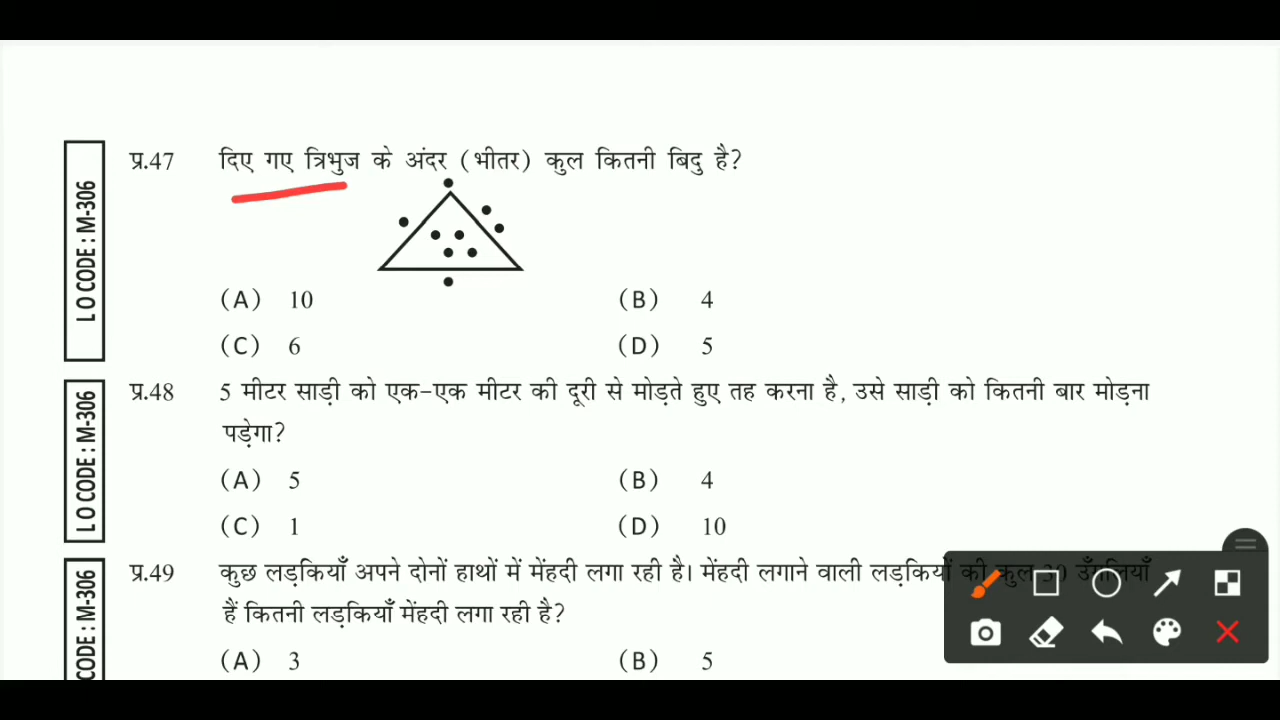 L O CODE : M-306
प्र.47 दिए गए त्रिभुज के अंदर (भीतर) कुल कितनी बिदु है?
(A) 10 (B) 4
(C) 6 (D) 5
L O CODE : M-306
प्र.48 5 मीटर साड़ी को एक-एक मीटर की दूरी से मोड़ते हुए तह करना है, उसे साड़ी को कितनी बार मोड़ना
पड़ेगा?
(A) 5 (B) 4
(C) 1 (D) 10
CODE : M-306
प्र.49 कुछ लड़कियाँ अपने दोनों हाथों में मेंहदी लगा रही है। मेंहदी लगाने वाली लड़कियों की कुल 30 उँगलियाँ
हैं कितनी लड़कियाँ मेंहदी लगा रही है?
(A) 3 (B) 5